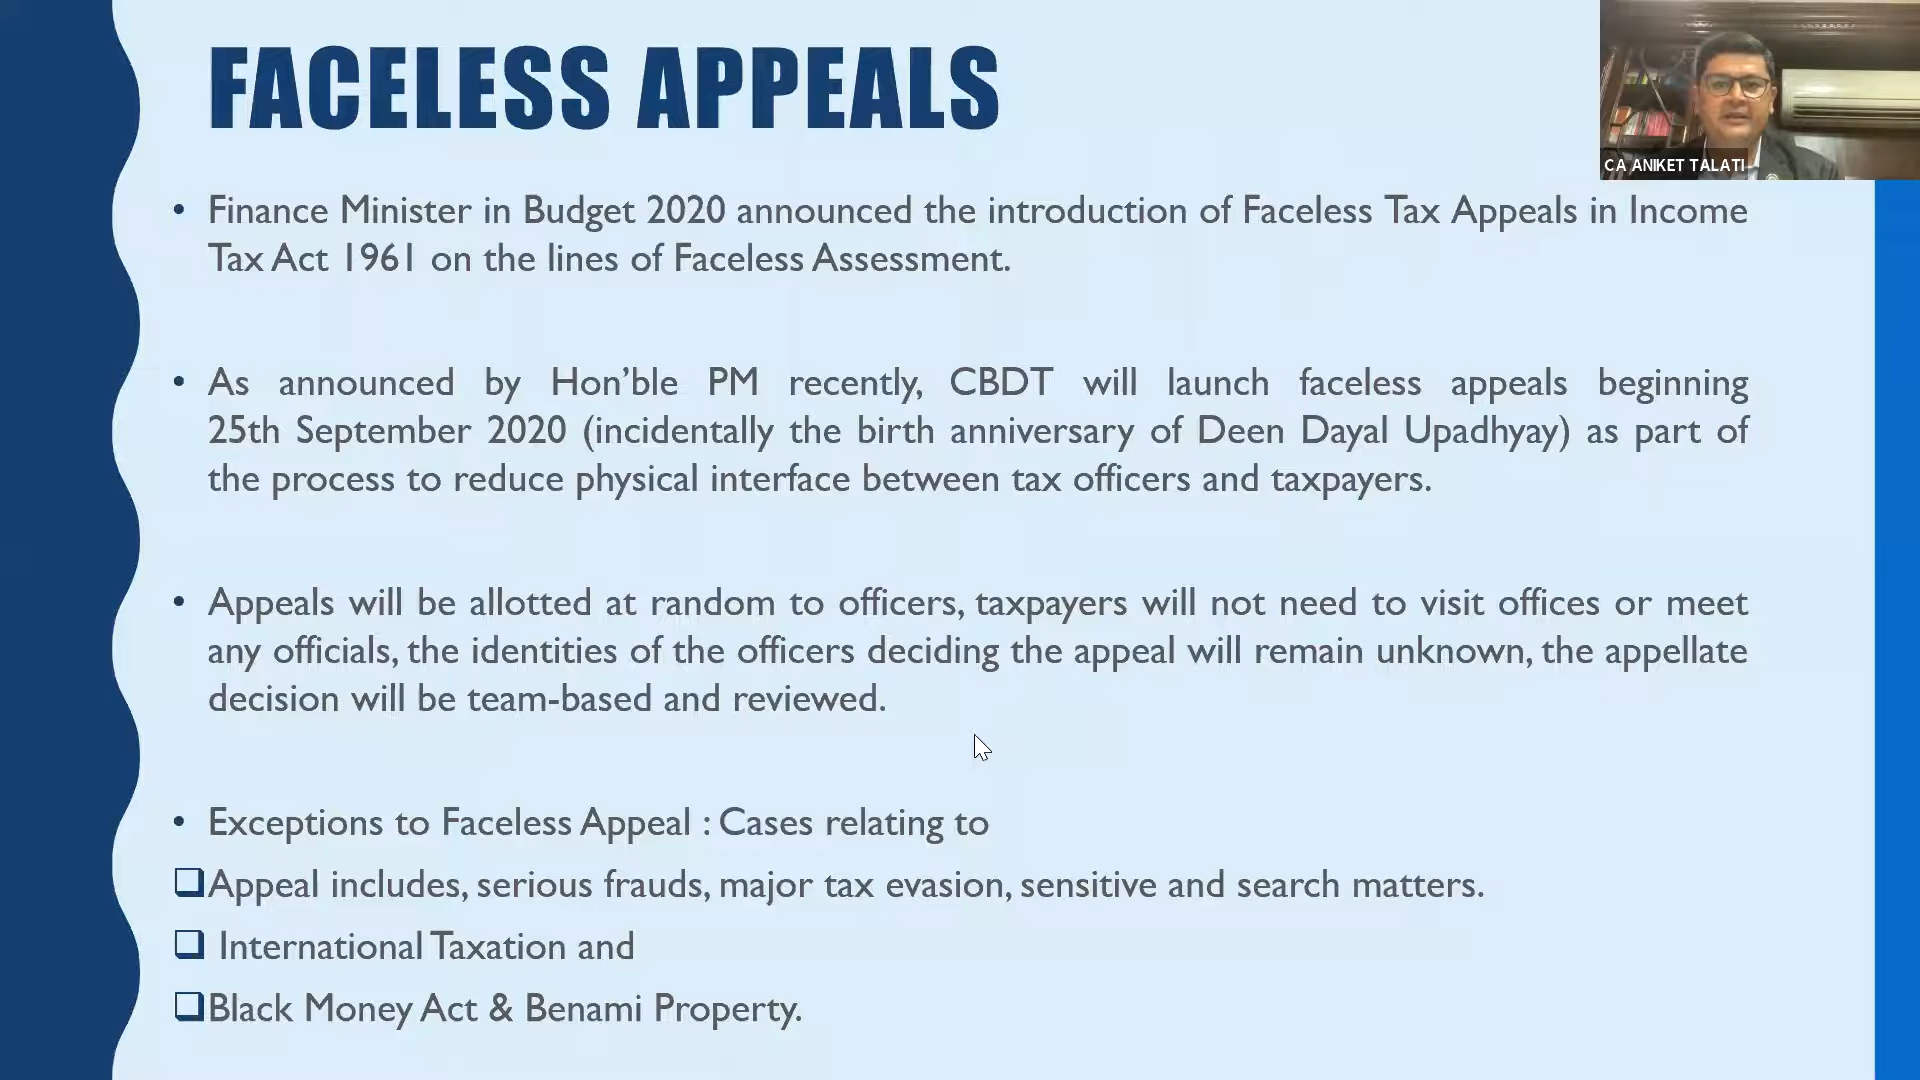 FACELESS APPEALS
CA ANIKET TALATI
• Finance Minister in Budget 2020 announced the introduction of Faceless Tax Appeals in Income
Tax Act 1961 on the lines of Faceless Assessment.
• As announced by Hon’ble PM recently, CBDT will launch faceless appeals beginning
25th September 2020 (incidentally the birth anniversary of Deen Dayal Upadhyay) as part of
the process to reduce physical interface between tax officers and taxpayers.
• Appeals will be allotted at random to officers, taxpayers will not need to visit offices or meet
any officials, the identities of the officers deciding the appeal will remain unknown, the appellate
decision will be team-based and reviewed.
• Exceptions to Faceless Appeal : Cases relating to
❑Appeal includes, serious frauds, major tax evasion, sensitive and search matters.
❑ International Taxation and
❑Black Money Act & Benami Property.